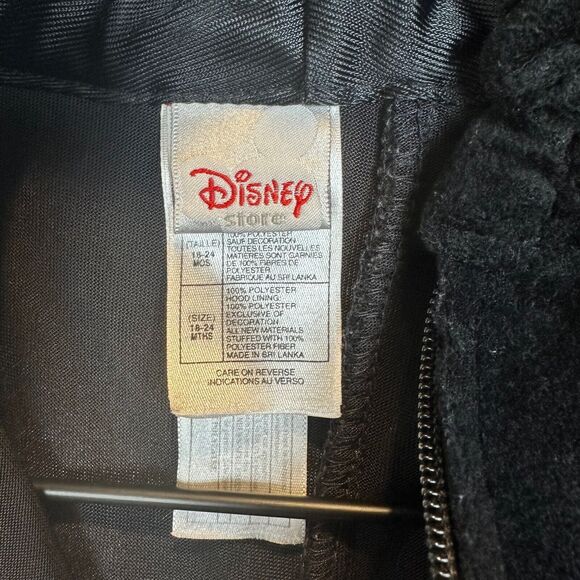 Disney
store
100% POLYESTER
(TAILLE) SAUF DECORATION
18-24 TOUTES LES NOUVELLES
MOS. MATIÈRES SONT GARNIES
DE 100% FIBRES DE
POLYESTER
FABRIQUE AU SRI LANKA
100% POLYESTER
HOOD LINING:
100% POLYESTER
EXCLUSIVE OF
(SIZE) DECORATION
18-24 ALL NEW MATERIALS
MTHS STUFFED WITH 100%
POLYESTER FIBER
MADE IN SRI LANKA
CARE ON REVERSE
INDICATIONS AU VERSO